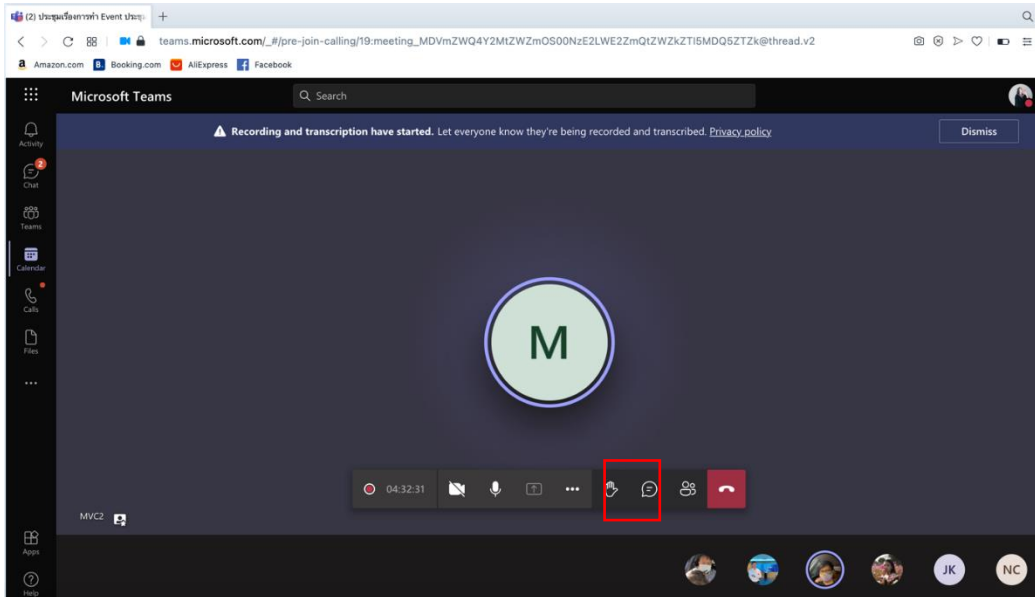 (2) ประชุมเรื่องการทำ Event ประชุ
teams.microsoft.com/_#/pre-join-calling/19:meeting_MDVmZWQ4Y2MtZWZmOS00NzE2LWE2ZmQtZWZkZTI5MDQ5ZTZk@thread.v2
a Amazon.com B. Booking.com AliExpress f Facebook
Microsoft Teams Search
Recording and transcription have started. Let everyone know they're being recorded and transcribed. Privacy policy Dismiss
Activity
2
Chat
Teams
Calendar
Calls
Files
M
04:32:31
MVC2
Apps
JK NC
Help